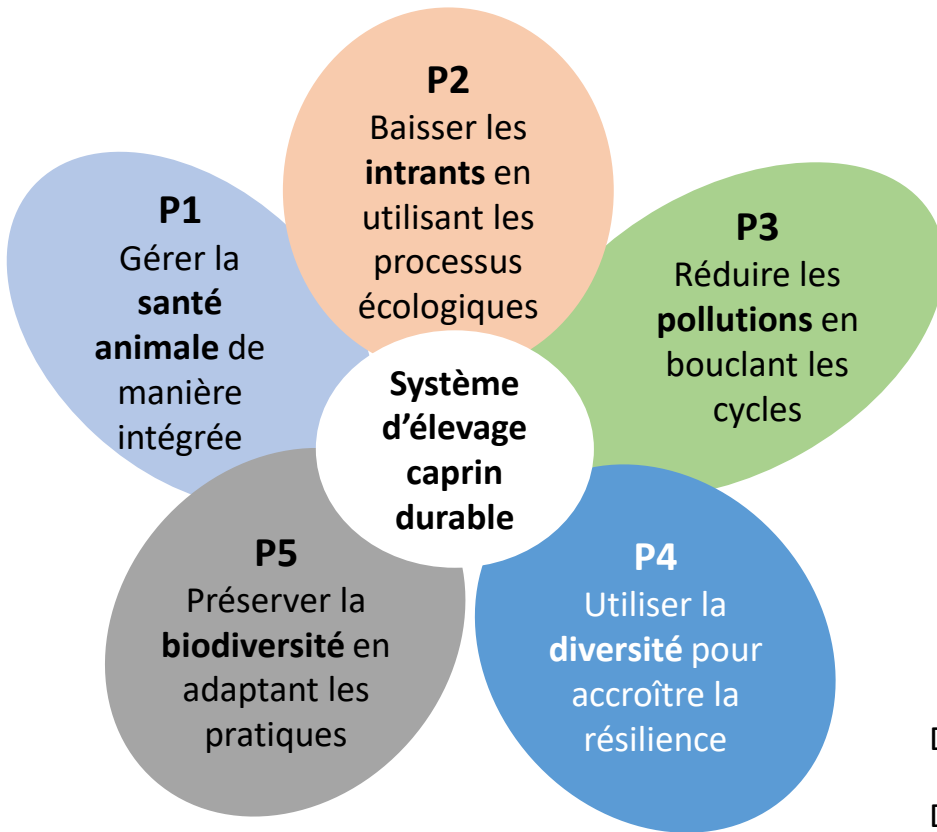 P1
Gérer la
santé
animale de
manière
intégrée
P2
Baisser les
intrants en
utilisant les
processus
écologiques
P3
Réduire les
pollutions en
bouclant les
cycles
Système
d’élevage
caprin
durable
P4
Utiliser la
diversité pour
accroître la
résilience
P5
Préserver la
biodiversité en
adaptant les
pratiques